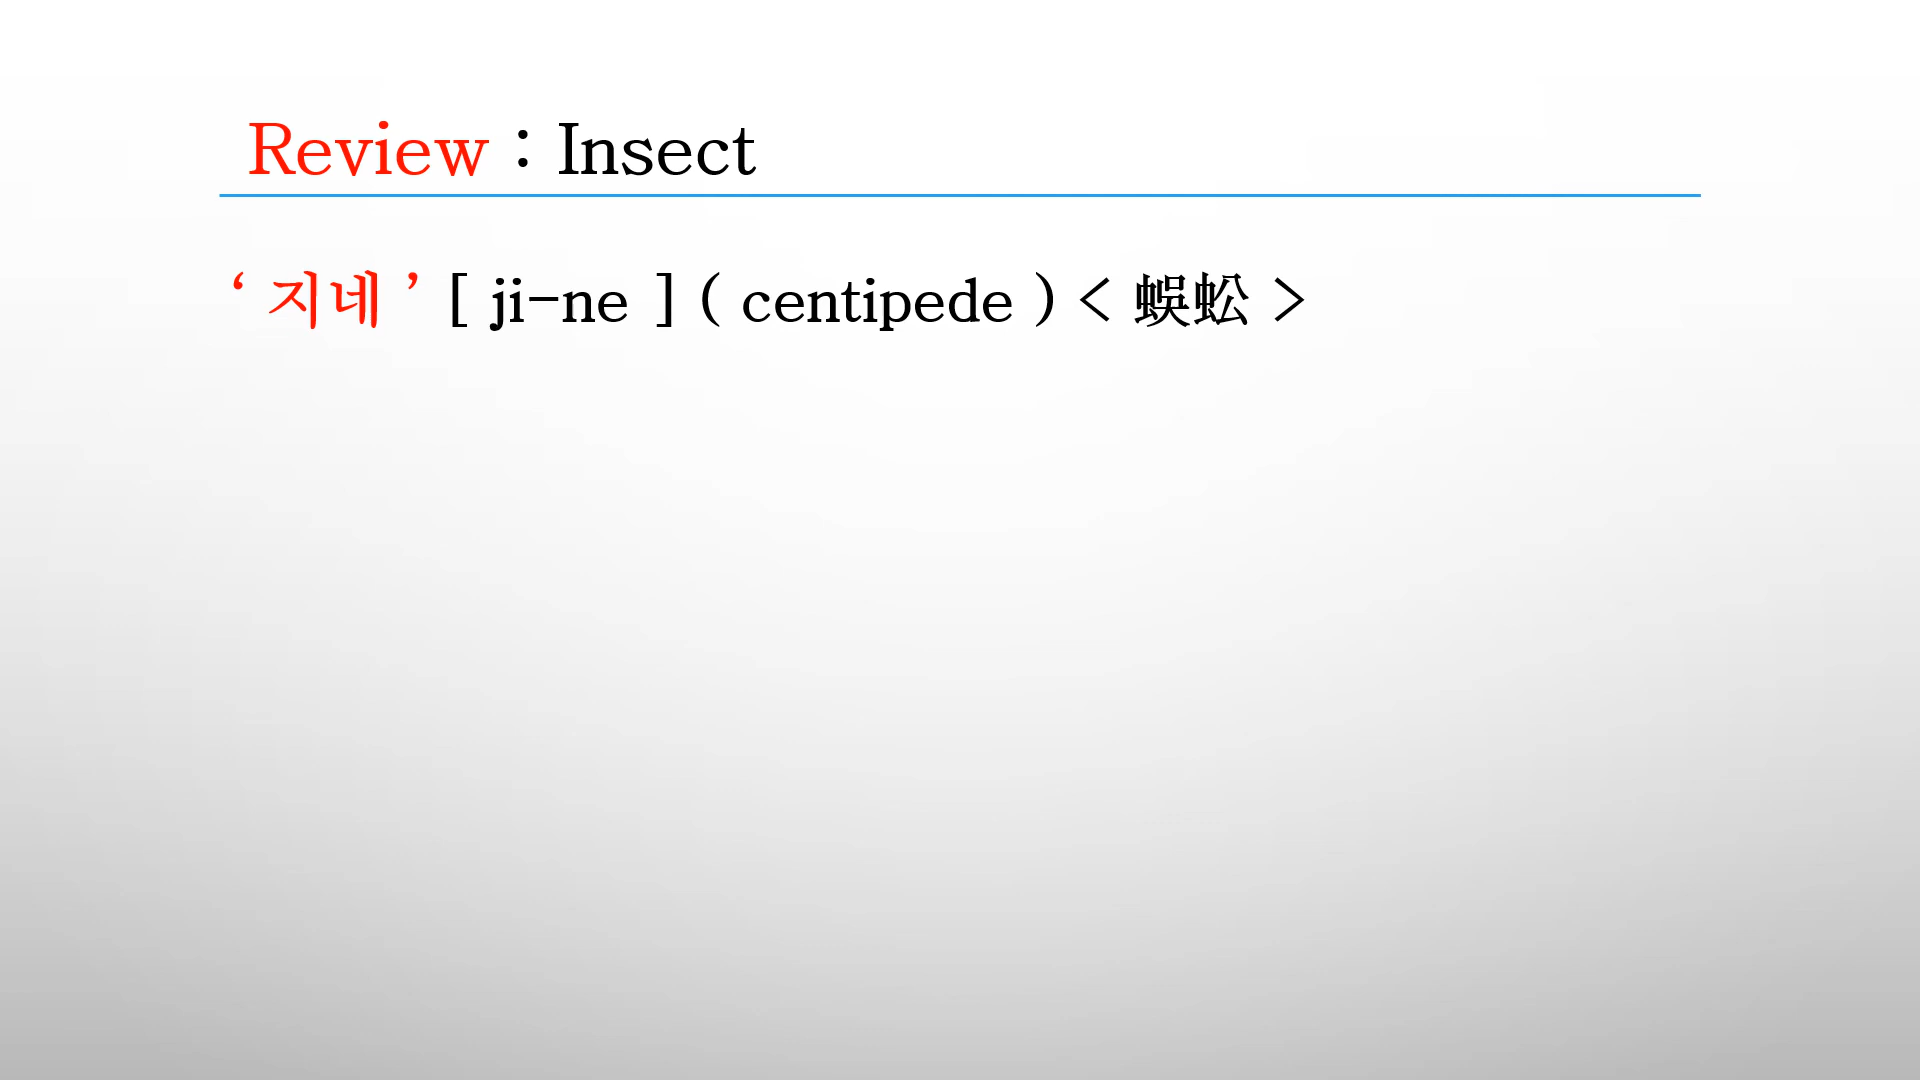 Review : Insect
‘ 지네 ’ [ ji-ne ] ( centipede ) < 蜈蚣 >